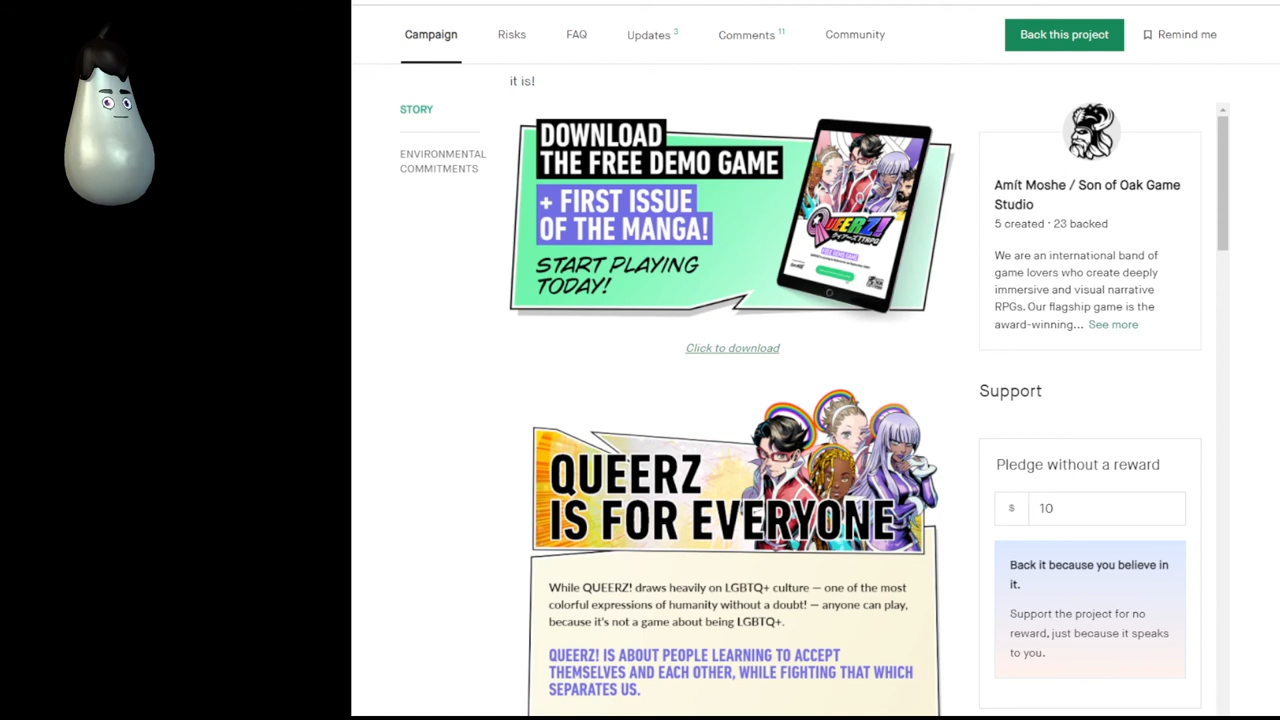 Campaign
Risks
FAQ
Updates 3
Comments 11
Community
Back this project
Remind me
it is!
STORY
ENVIRONMENTAL
COMMITMENTS
DOWNLOAD
THE FREE DEMO GAME
+ FIRST ISSUE
OF THE MANGA!
START PLAYING
TODAY!
QUEERZ!
FREE DEMO GAME
Click to download
QUEERZ
IS FOR EVERYONE
While QUEERZ! draws heavily on LGBTQ+ culture — one of the most
colorful expressions of humanity without a doubt! — anyone can play,
because it's not a game about being LGBTQ+.
QUEERZ! IS ABOUT PEOPLE LEARNING TO ACCEPT
THEMSELVES AND EACH OTHER, WHILE FIGHTING THAT WHICH
SEPARATES US.
Amít Moshe / Son of Oak Game
Studio
5 created · 23 backed
We are an international band of
game lovers who create deeply
immersive and visual narrative
RPGs. Our flagship game is the
award-winning... See more
Support
Pledge without a reward
$ 10
Back it because you believe in
it.
Support the project for no
reward, just because it speaks
to you.